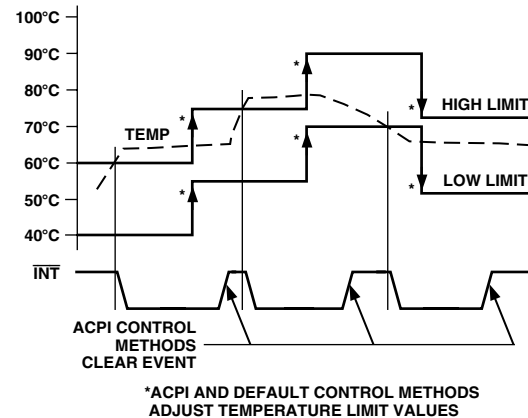 100°C
90°C
80°C
70°C
60°C
50°C
40°C
*
*
*
*
*
*
TEMP
HIGH LIMIT
LOW LIMIT
INT
ACPI CONTROL
METHODS
CLEAR EVENT
*ACPI AND DEFAULT CONTROL METHODS
ADJUST TEMPERATURE LIMIT VALUES